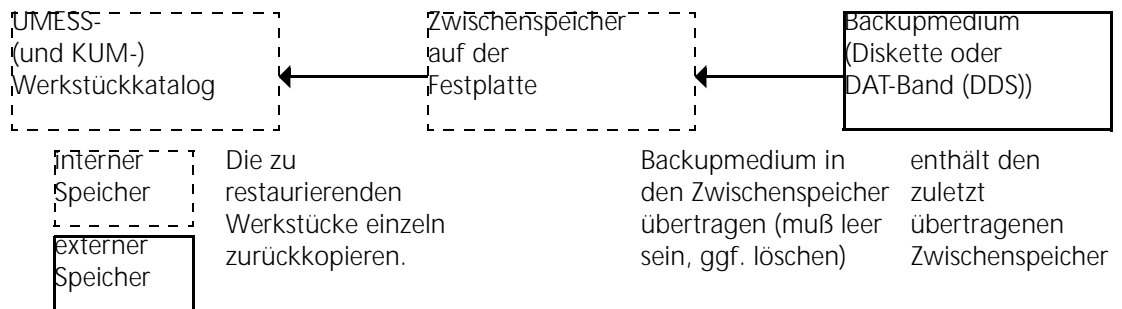 UMESS-
(und KUM-)
Werkstückkatalog
Zwischenspeicher
auf der
Festplatte
Backupmedium
(Diskette oder
DAT-Band (DDS))
interner
Speicher
externer
Speicher
Die zu
restaurierenden
Werkstücke einzeln
zurückkopieren.
Backupmedium in
den Zwischenspeicher
übertragen (muß leer
sein, ggf. löschen)
enthält den
zuletzt
übertragenen
Zwischenspeicher